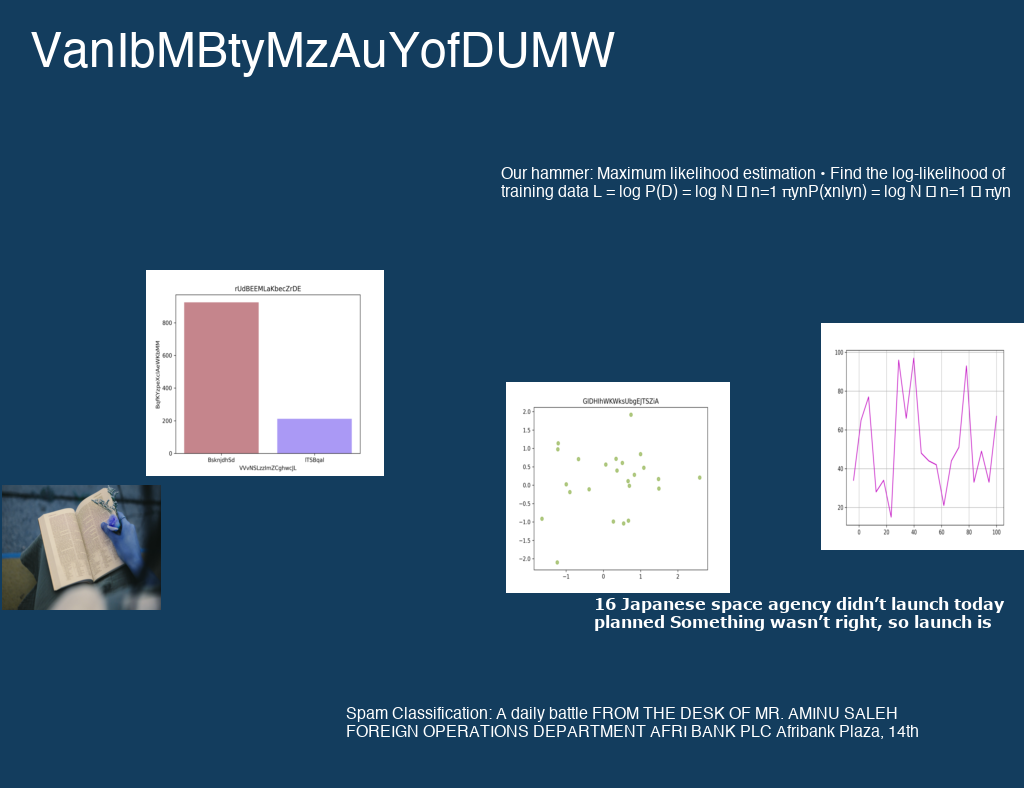 VanIbMBtyMzAuYofDUMW
Our hammer: Maximum likelihood estimation • Find the log-likelihood of
training data L = log P(D) = log N □ n=1 πynP(xnlyn) = log N □ n=1 □ πyn
rUdBEEMLaKbecZrDE
800
600
400
200
0
Bsknjdh5d
ITSBqal
VVvNSLzzImZCghwcjL
GIDHIhWKWksUbgEJTSZiA
2.0
1.5
1.0
0.5
0.0
−0.5
−1.0
−1.5
−2.0
−1
0
1
2
100
80
60
40
20
0
20
40
60
80
100
16 Japanese space agency didn’t launch today
planned Something wasn’t right, so launch is
Spam Classification: A daily battle FROM THE DESK OF MR. AMINU SALEH
FOREIGN OPERATIONS DEPARTMENT AFRI BANK PLC Afribank Plaza, 14th